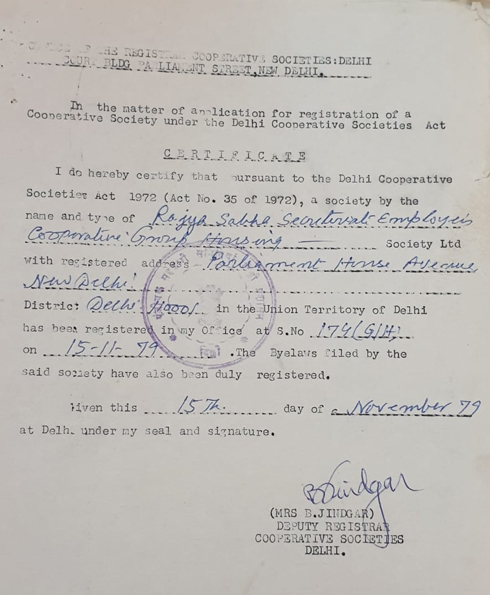 OFFICE OF THE REGISTRAR COOPERATIVE SOCIETIES:DELHI
COURT BLDG PARLIAMENT STREET,NEW DELHI.
In the matter of application for registration of a
Cooperative Society under the Delhi Cooperative Societies Act
CERTIFICATE
I do hereby certify that pursuant to the Delhi Cooperative
Societies Act 1972 (Act No. 35 of 1972), a society by the
name and type of Rajya Sabha Secretariat Employees
Cooperative Group Housing — Society Ltd
with registered address Parliament House Avenue
New Delhi
District: Delhi 110001 in the Union Territory of Delhi
has been registered in my Office at S.No 174(G/H)
on 15-11-79 .The Byelaws filed by the
said society have also been duly registered.
Given this 15Th. day of a November 79
at Delhi under my seal and signature.
B Jindgar
(MRS B.JINDGAR)
DEPUTY REGISTRAR
COOPERATIVE SOCIETIES
DELHI.